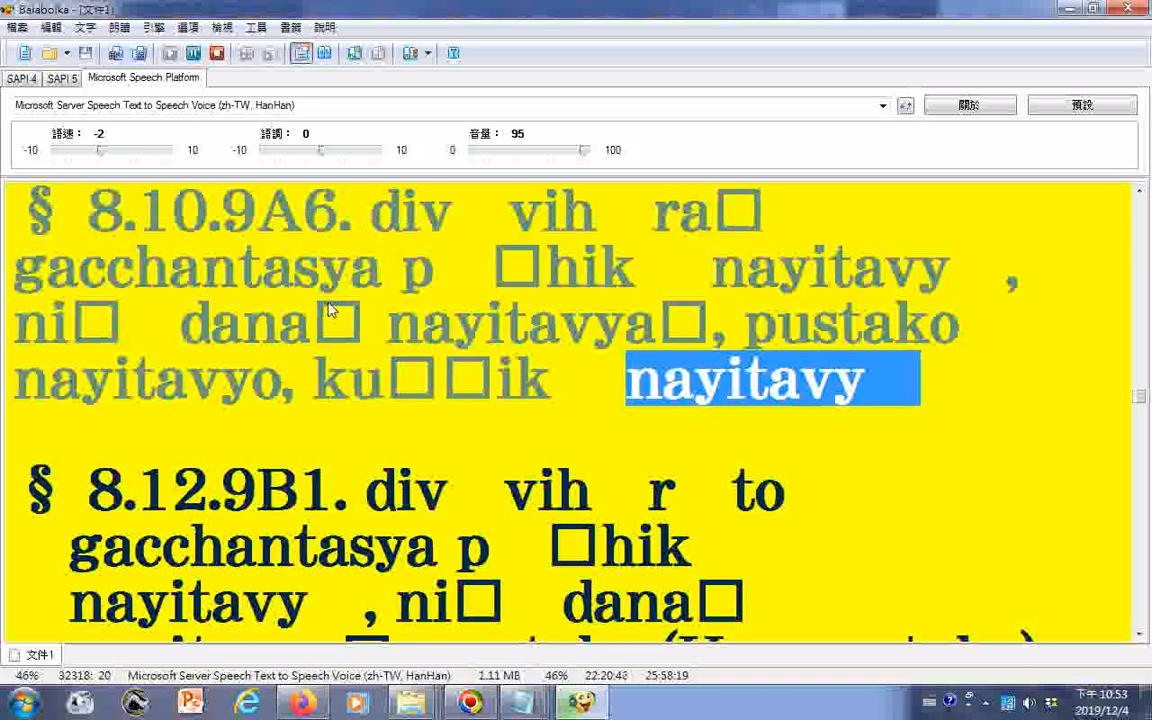 Balabolka - [文件1]
檔案 編輯 文字 朗讀 引擎 選項 檢視 工具 書籤 說明
SAPI 4 SAPI 5 Microsoft Speech Platform
Microsoft Server Speech Text to Speech Voice (zh-TW, HanHan) 關於 預設
語速： -2 語調： 0 音量： 95
-10 10 -10 10 0 100
§ 8.10.9A6. div vih ra□
gacchantasya p □hik nayitavy ,
ni□ dana□ nayitavya□, pustako
nayitavyo, ku□□ik nayitavy
§ 8.12.9B1. div vih r to
gacchantasya p □hik
nayitavy , ni□ dana□
文件1
46% 32318: 20 Microsoft Server Speech Text to Speech Voice (zh-TW, HanHan) 1.11 MB 46% 22:20:43 25:58:19
下午 10:53
2019/12/4